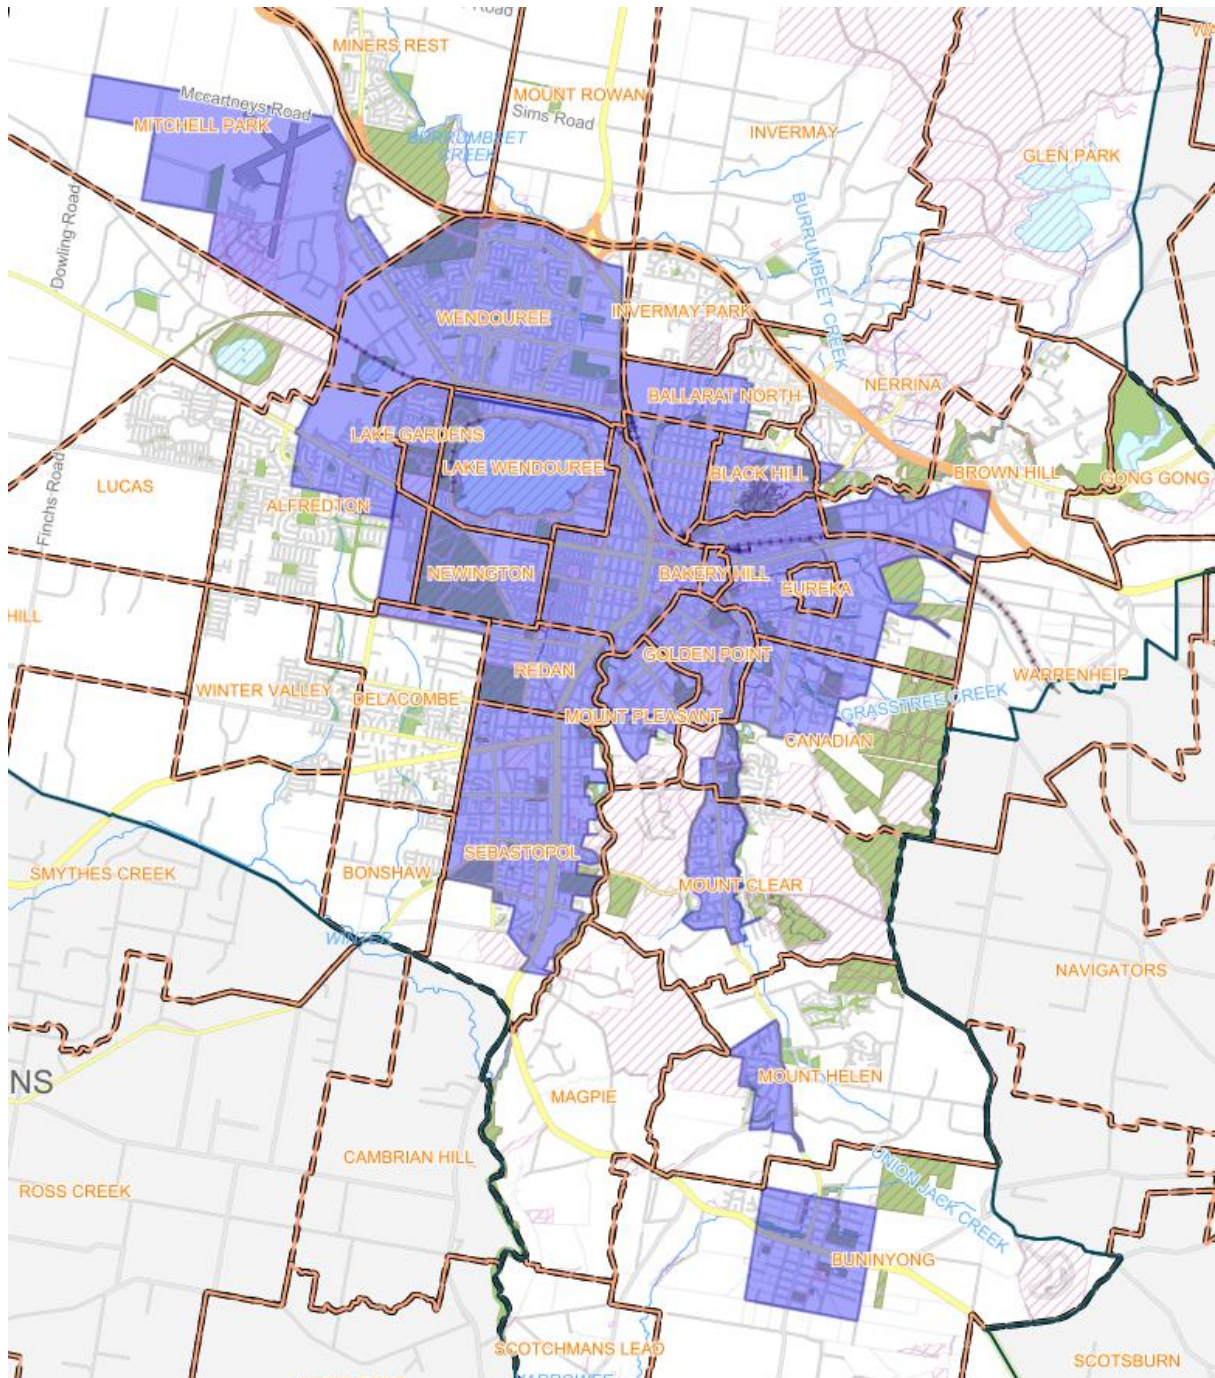 Road
WA
MINERS REST
Mccartneys Road
MOUNT ROWAN
Sims Road
MITCHELL PARK
INVERMAY
BURRUMBEET
CREEK
GLEN PARK
BURRUMBEET CREEK
Dowling Road
WENDOUREE
INVERMAY PARK
NERRINA
BALLARAT NORTH
LAKE GARDENS
LAKE WENDOUREE
BLACK HILL
BROWN HILL
GONG GONG
LUCAS
ALFREDTON
Finchs Road
NEWINGTON
BAKERY HILL
EUREKA
HILL
GOLDEN POINT
REDAN
WARRENHEIP
WINTER VALLEY
DELACOMBE
GRASSTREE CREEK
MOUNT PLEASANT
CANADIAN
SEBASTOPOL
SMYTHES CREEK
BONSHAW
MOUNT CLEAR
WINTER
NAVIGATORS
NS
MOUNT HELEN
MAGPIE
CAMBRIAN HILL
UNION JACK CREEK
ROSS CREEK
BUNINYONG
SCOTCHMANS LEAD
SCOTSBURN
YARROWEE